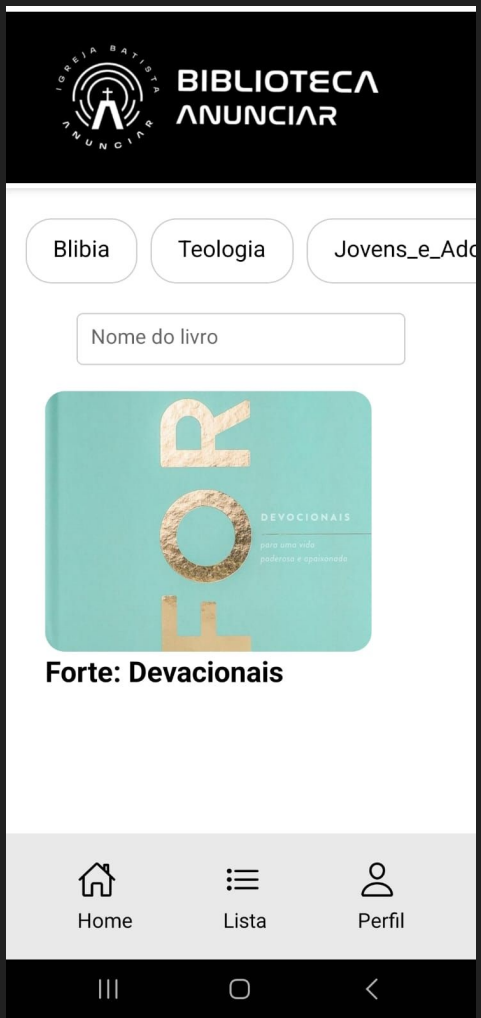 IGREJA BATISTA
ANUNCIAR
BIBLIOTECA
ANUNCIAR
Blibia
Teologia
Jovens_e_Ado
Nome do livro
FOR
DEVOCIONAIS
para uma vida
poderosa e apaixonada
Forte: Devacionais
Home
Lista
Perfil